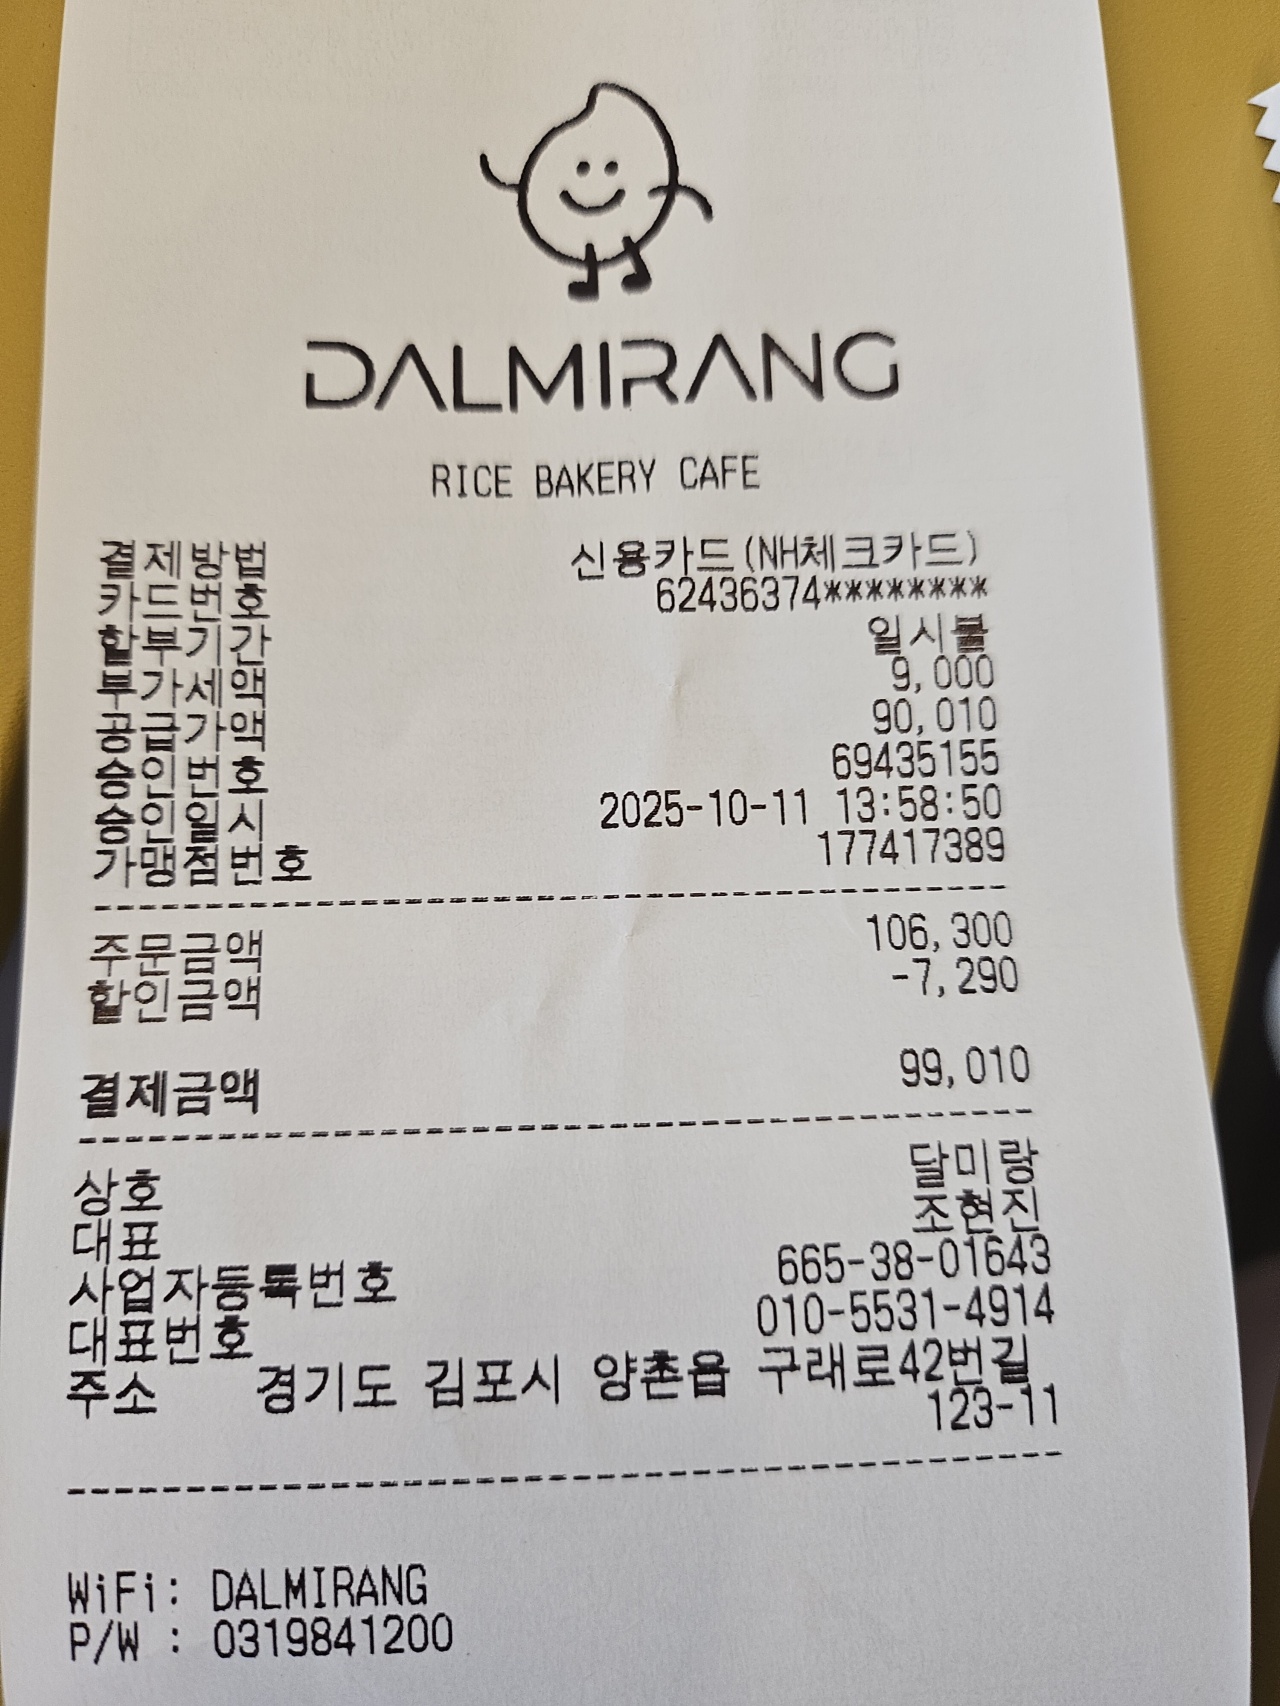 DALMIRANG
RICE BAKERY CAFE
결제방법 신용카드(NH체크카드)
카드번호 62436374********
할부기간 일시불
부가세액 9,000
공급가액 90,010
승인번호 69435155
승인일시 2025-10-11 13:58:50
가맹점번호 177417389
주문금액 106,300
할인금액 -7,290
결제금액 99,010
상호 달미랑
대표 조현진
사업자등록번호 665-38-01643
대표번호 010-5531-4914
주소 경기도 김포시 양촌읍 구래로42번길
123-11
WiFi: DALMIRANG
P/W : 0319841200